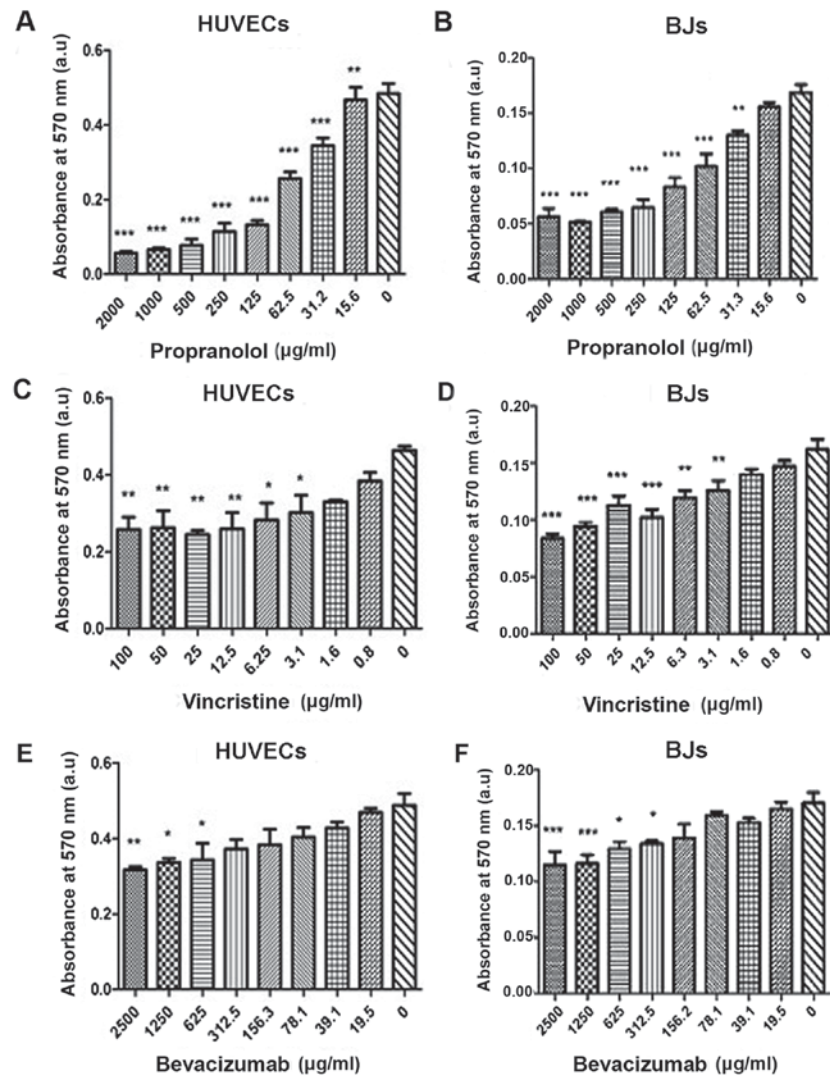 A
HUVECs
Absorbance at 570 nm (a.u)
0.6
0.4
0.2
0.0
*** *** *** *** *** *** *** **
2000 1000 500 250 125 62.5 31.2 15.6 0
Propranolol (µg/ml)
B
BJs
Absorbance at 570 nm (a.u)
0.20
0.15
0.10
0.05
0.00
*** *** *** *** *** *** **
2000 1000 500 250 125 62.5 31.3 15.6 0
Propranolol (µg/ml)
C
HUVECs
Absorbance at 570 nm (a.u)
0.6
0.4
0.2
0.0
** ** ** ** * *
100 50 25 12.5 6.25 3.1 1.6 0.8 0
Vincristine (µg/ml)
D
BJs
Absorbance at 570 nm (a.u)
0.20
0.15
0.10
0.05
0.00
*** *** *** *** ** **
100 50 25 12.5 6.3 3.1 1.6 0.8 0
Vincristine (µg/ml)
E
HUVECs
Absorbance at 570 nm (a.u)
0.6
0.4
0.2
0.0
** * *
2500 1250 625 312.5 156.3 78.1 39.1 19.5 0
Bevacizumab (µg/ml)
F
BJs
Absorbance at 570 nm (a.u)
0.20
0.15
0.10
0.05
0.00
*** *** * *
2500 1250 625 312.5 156.2 78.1 39.1 19.5 0
Bevacizumab (µg/ml)